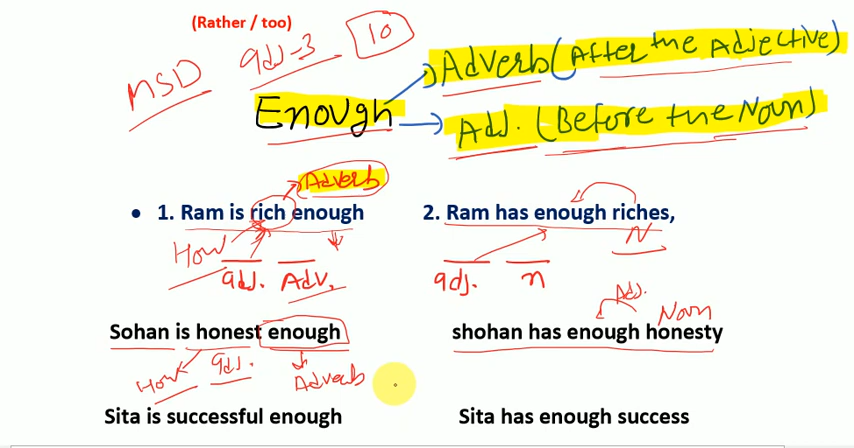 (Rather / too)
MSD adj-3 10
Adverb (After the Adjective)
Enough
Adj. (Before the Noun)
Adverb
• 1. Ram is rich enough 2. Ram has enough riches,
How N
adj. Adv. adj. n
Adj. Noun
Sohan is honest enough shohan has enough honesty
How adj. Adverb
Sita is successful enough Sita has enough success